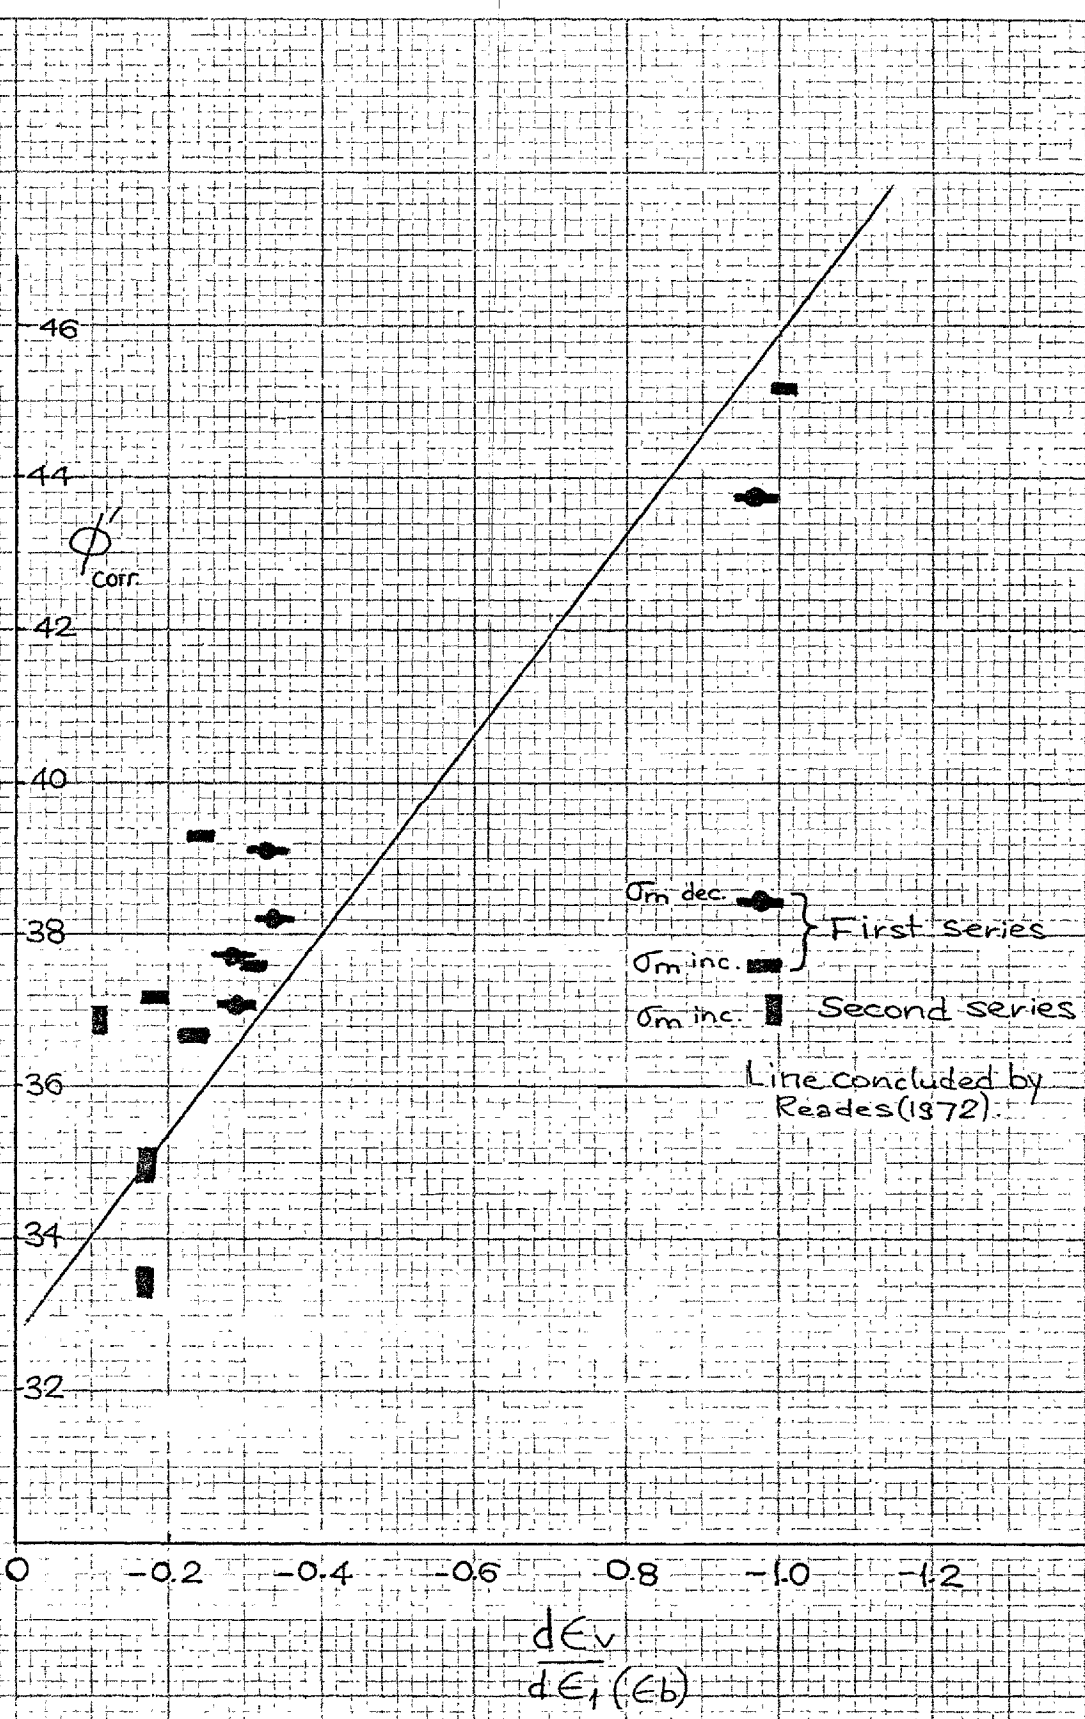 46
44
ϕ′
Corr.
42
40
38
36
34
32
σm dec.
First series
σm inc.
σm inc. Second series
Line concluded by
Reades (1972).
0 -0.2 -0.4 -0.6 0.8 -1.0 -1.2
dϵv
dϵ1 (ϵb)